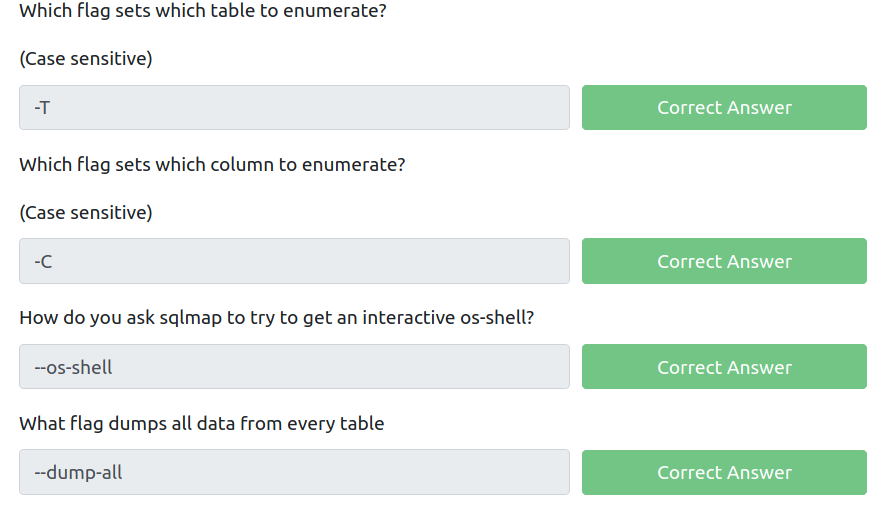 Which flag sets which table to enumerate?
(Case sensitive)
-T
Correct Answer
Which flag sets which column to enumerate?
(Case sensitive)
-C
Correct Answer
How do you ask sqlmap to try to get an interactive os-shell?
--os-shell
Correct Answer
What flag dumps all data from every table
--dump-all
Correct Answer